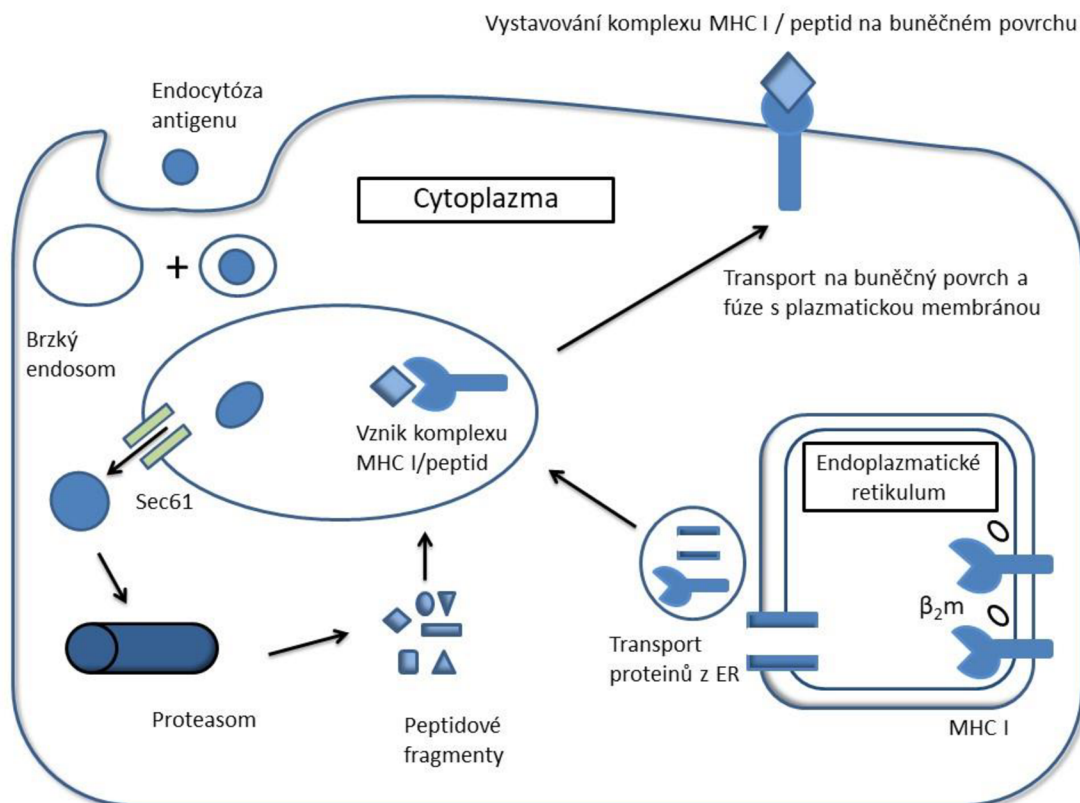 Vystavování komplexu MHC I / peptid na buněčném povrchu
Endocytóza
antigenu
Cytoplazma
+
Transport na buněčný povrch a
fúze s plazmatickou membránou
Brzký
endosom
Vznik komplexu
MHC I/peptid
Sec61
Endoplazmatické
retikulum
β₂m
Transport
proteinů z ER
MHC I
Proteasom
Peptidové
fragmenty